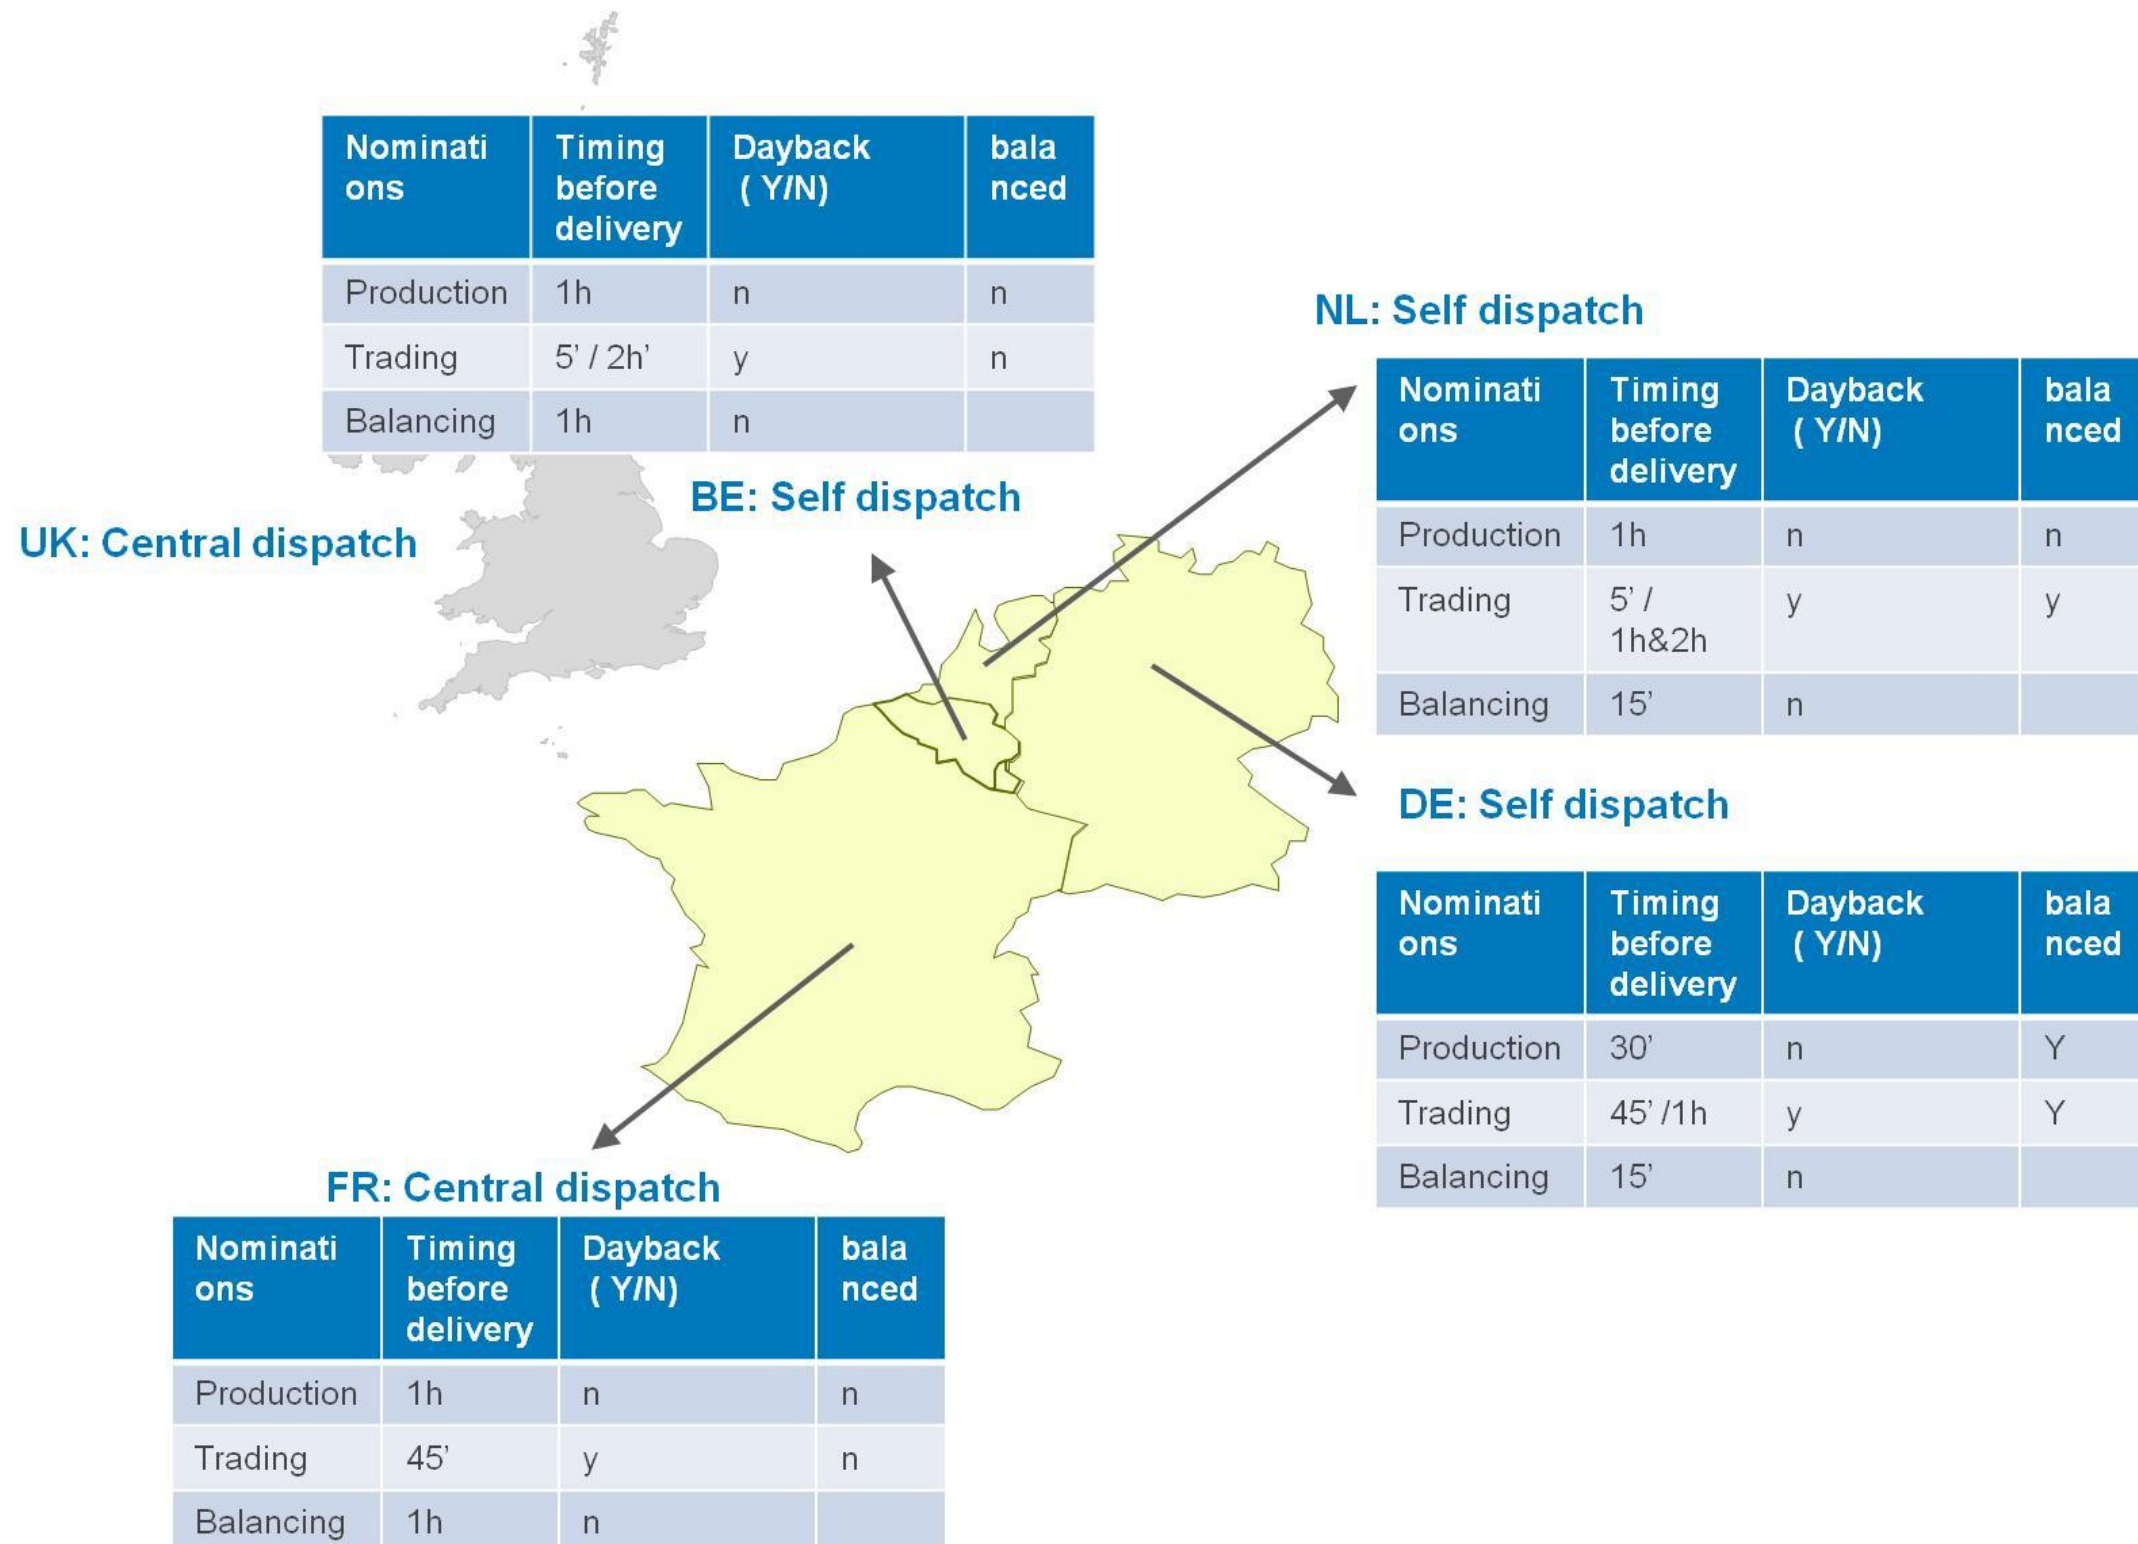 Nominati
ons
Timing
before
delivery
Dayback
( Y/N)
bala
nced
Production 1h n n
Trading 5' / 2h' y n
Balancing 1h n
BE: Self dispatch
UK: Central dispatch
NL: Self dispatch
Nominati
ons
Timing
before
delivery
Dayback
( Y/N)
bala
nced
Production 1h n n
Trading 5' /
1h&2h
y y
Balancing 15' n
DE: Self dispatch
Nominati
ons
Timing
before
delivery
Dayback
( Y/N)
bala
nced
Production 30' n Y
Trading 45' /1h y Y
Balancing 15' n
FR: Central dispatch
Nominati
ons
Timing
before
delivery
Dayback
( Y/N)
bala
nced
Production 1h n n
Trading 45' y n
Balancing 1h n